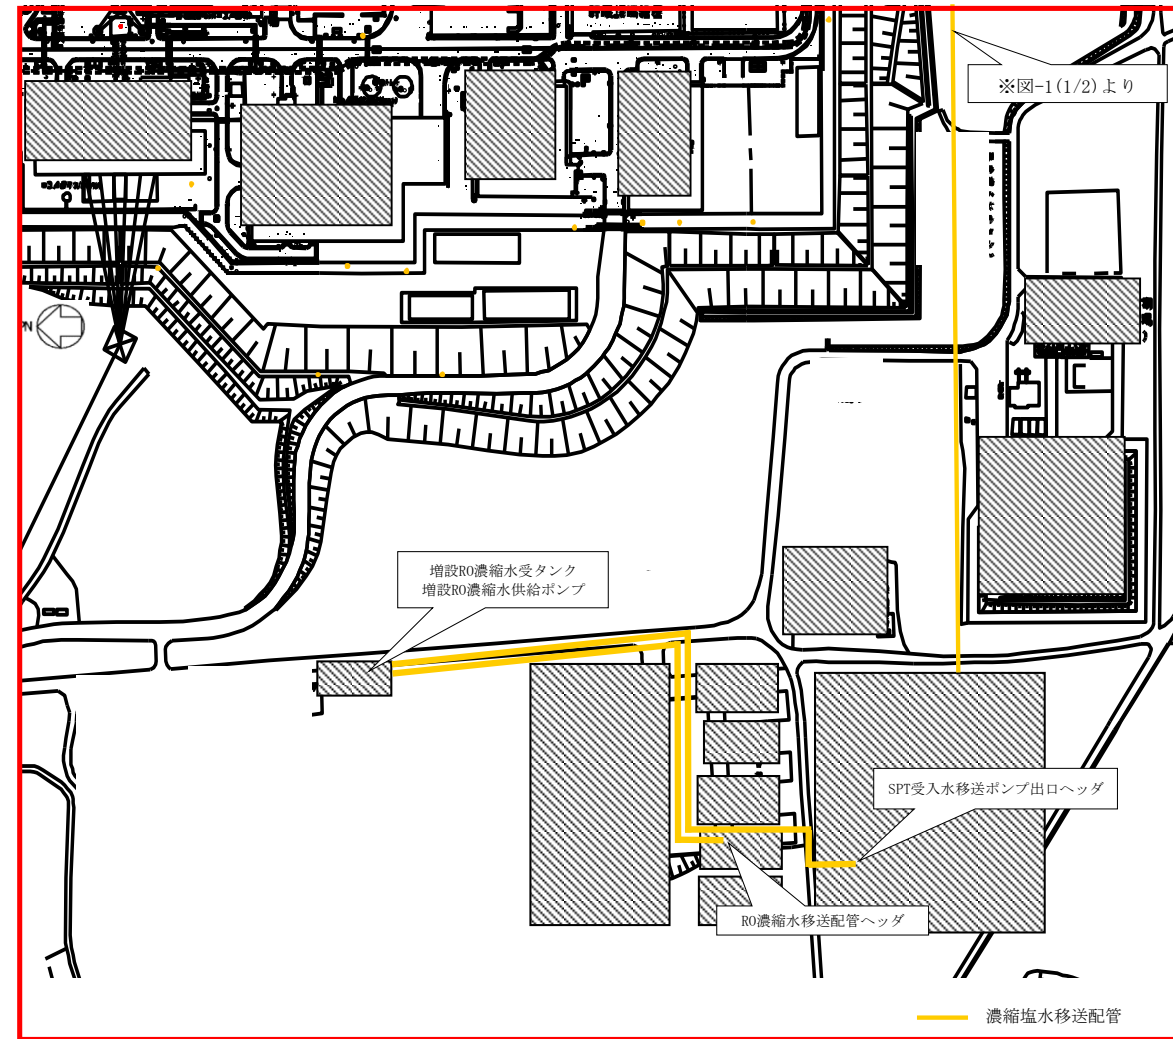 ※図-1(1/2)より
増設RO濃縮水受タンク
増設RO濃縮水供給ポンプ
SPT受入水移送ポンプ出口ヘッダ
RO濃縮水移送配管ヘッダ
濃縮塩水移送配管